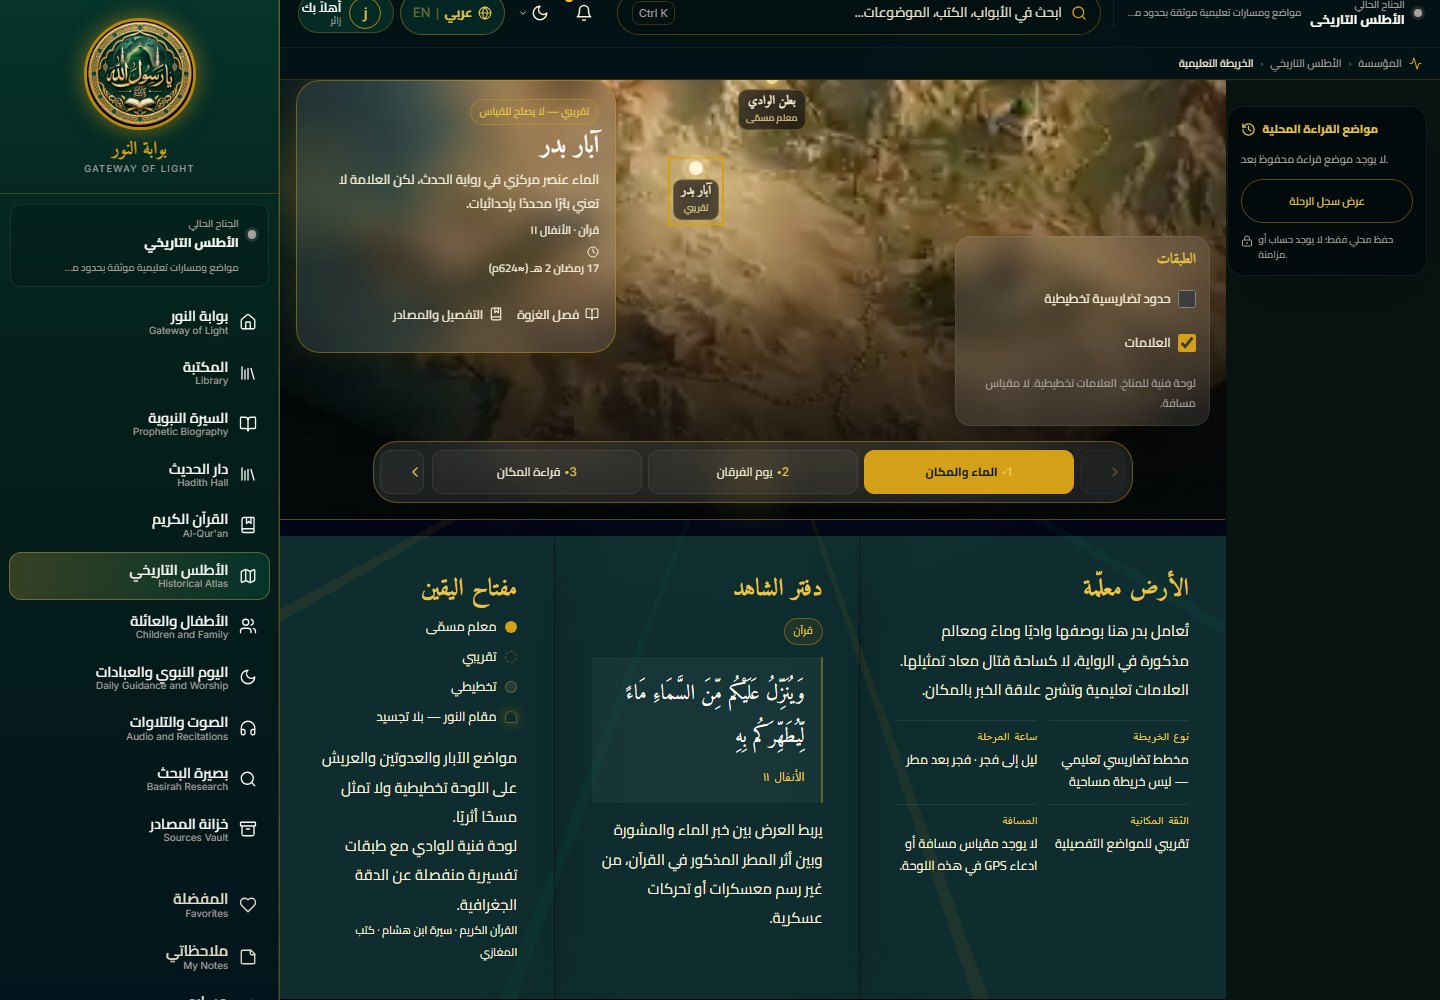 الجناح الحالي
الأطلس التاريخي
مواضع ومسارات تعليمية موثقة بحدود مـ...
ابحث في الأبواب، الكتب، الموضوعات...
Ctrl K
عربي | EN
أهلاً بك
زائر
ز
المؤسسة ‹ الأطلس التاريخي ‹ الخريطة التعليمية
يا رسول الله
بوابة النور
GATEWAY OF LIGHT
الجناح الحالي
الأطلس التاريخي
مواضع ومسارات تعليمية موثقة بحدود مـ...
بوابة النور
Gateway of Light
المكتبة
Library
السيرة النبوية
Prophetic Biography
دار الحديث
Hadith Hall
القرآن الكريم
Al-Qur'an
الأطلس التاريخي
Historical Atlas
الأطفال والعائلة
Children and Family
اليوم النبوي والعبادات
Daily Guidance and Worship
الصوت والتلاوات
Audio and Recitations
بصيرة البحث
Basirah Research
خزانة المصادر
Sources Vault
المفضلة
Favorites
ملاحظاتي
My Notes
مواضع القراءة المحلية
لا يوجد موضع قراءة محفوظ بعد.
عرض سجل الرحلة
حفظ محلي فقط؛ لا يوجد حساب أو
مزامنة.
بطن الوادي
معلم مسمّى
آبار بدر
تقريبي
تقريبي — لا يصلح للقياس
آبار بدر
الماء عنصر مركزي في رواية الحدث، لكن العلامة لا
تعني بئرًا محددًا بإحداثيات.
قرآن · الأنفال ١١
17 رمضان 2 هـ (≈624م)
فصل الغزوة
التفصيل والمصادر
الطبقات
حدود تضاريسية تخطيطية
العلامات
لوحة فنية للمناخ. العلامات تخطيطية. لا مقياس
مسافة.
1• الماء والمكان
2• يوم الفرقان
3• قراءة المكان
الأرض معلّمة
تُعامل بدر هنا بوصفها واديًا وماءً ومعالم
مذكورة في الرواية، لا كساحة قتال معاد تمثيلها.
العلامات تعليمية وتشرح علاقة الخبر بالمكان.
نوع الخريطة
مخطط تضاريسي تعليمي
— ليس خريطة مساحية
ساعة المرحلة
ليل إلى فجر · فجر بعد مطر
الثقة المكانية
تقريبي للمواضع التفصيلية
المسافة
لا يوجد مقياس مسافة أو
ادعاء GPS في هذه اللوحة.
دفتر الشاهد
قرآن
وَيُنَزِّلُ عَلَيْكُم مِّنَ السَّمَاءِ مَاءً
لِّيُطَهِّرَكُم بِهِ
الأنفال ١١
يربط العرض بين خبر الماء والمشورة
وبين أثر المطر المذكور في القرآن، من
غير رسم معسكرات أو تحركات
عسكرية.
مفتاح اليقين
معلم مسمّى
تقريبي
تخطيطي
مقام النور — بلا تجسيد
مواضع الآبار والعدوتين والعريش
على اللوحة تخطيطية ولا تمثل
مسحًا أثريًا.
لوحة فنية للوادي مع طبقات
تفسيرية منفصلة عن الدقة
الجغرافية.
القرآن الكريم · سيرة ابن هشام · كتب
المغازي